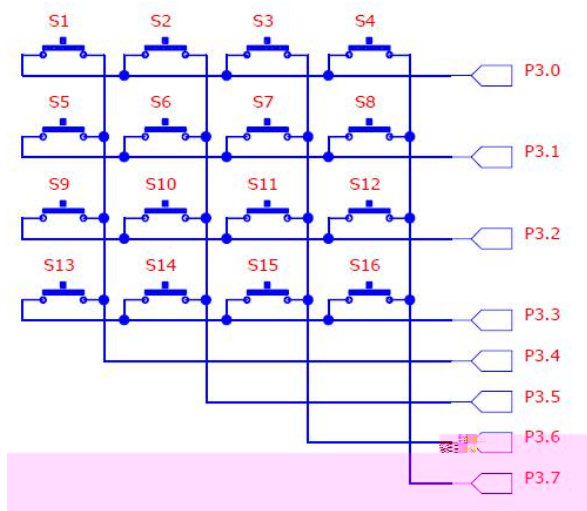 S1 S2 S3 S4
P3.0
S5 S6 S7 S8
P3.1
S9 S10 S11 S12
P3.2
S13 S14 S15 S16
P3.3
P3.4
P3.5
P3.6
P3.7